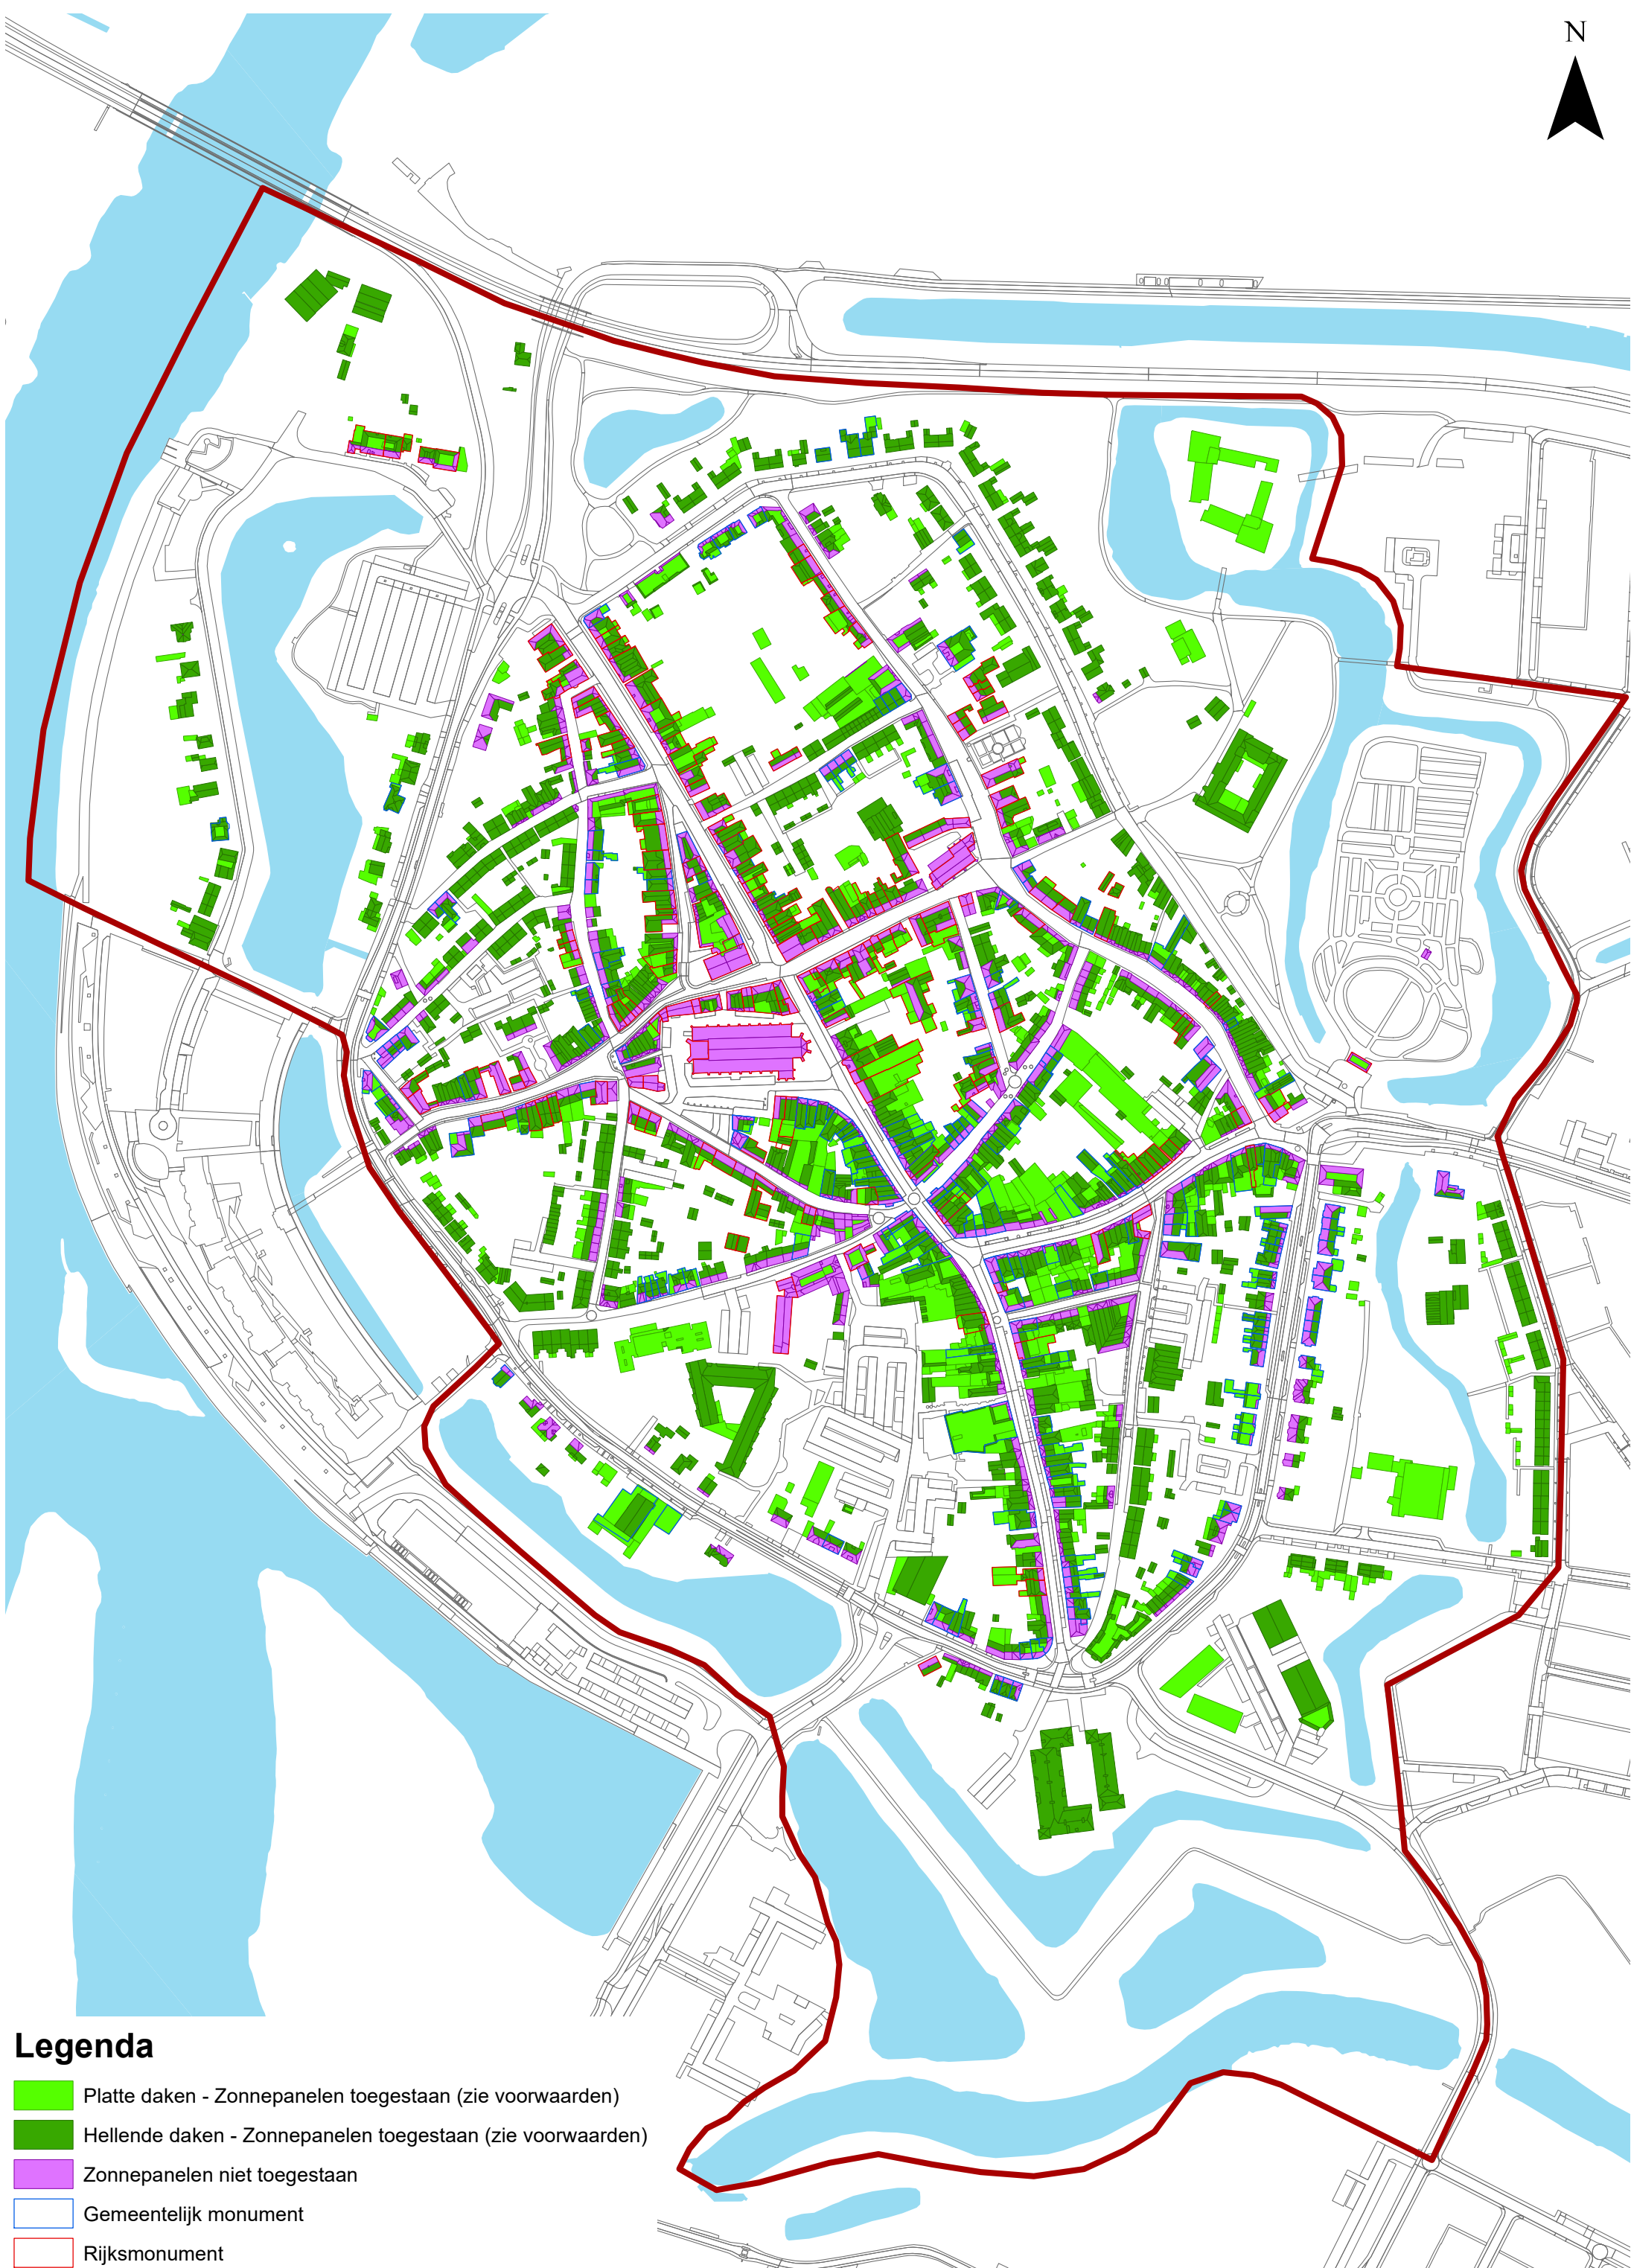 N
Legenda
Platte daken - Zonnepanelen toegestaan (zie voorwaarden)
Hellende daken - Zonnepanelen toegestaan (zie voorwaarden)
Zonnepanelen niet toegestaan
Gemeentelijk monument
Rijksmonument